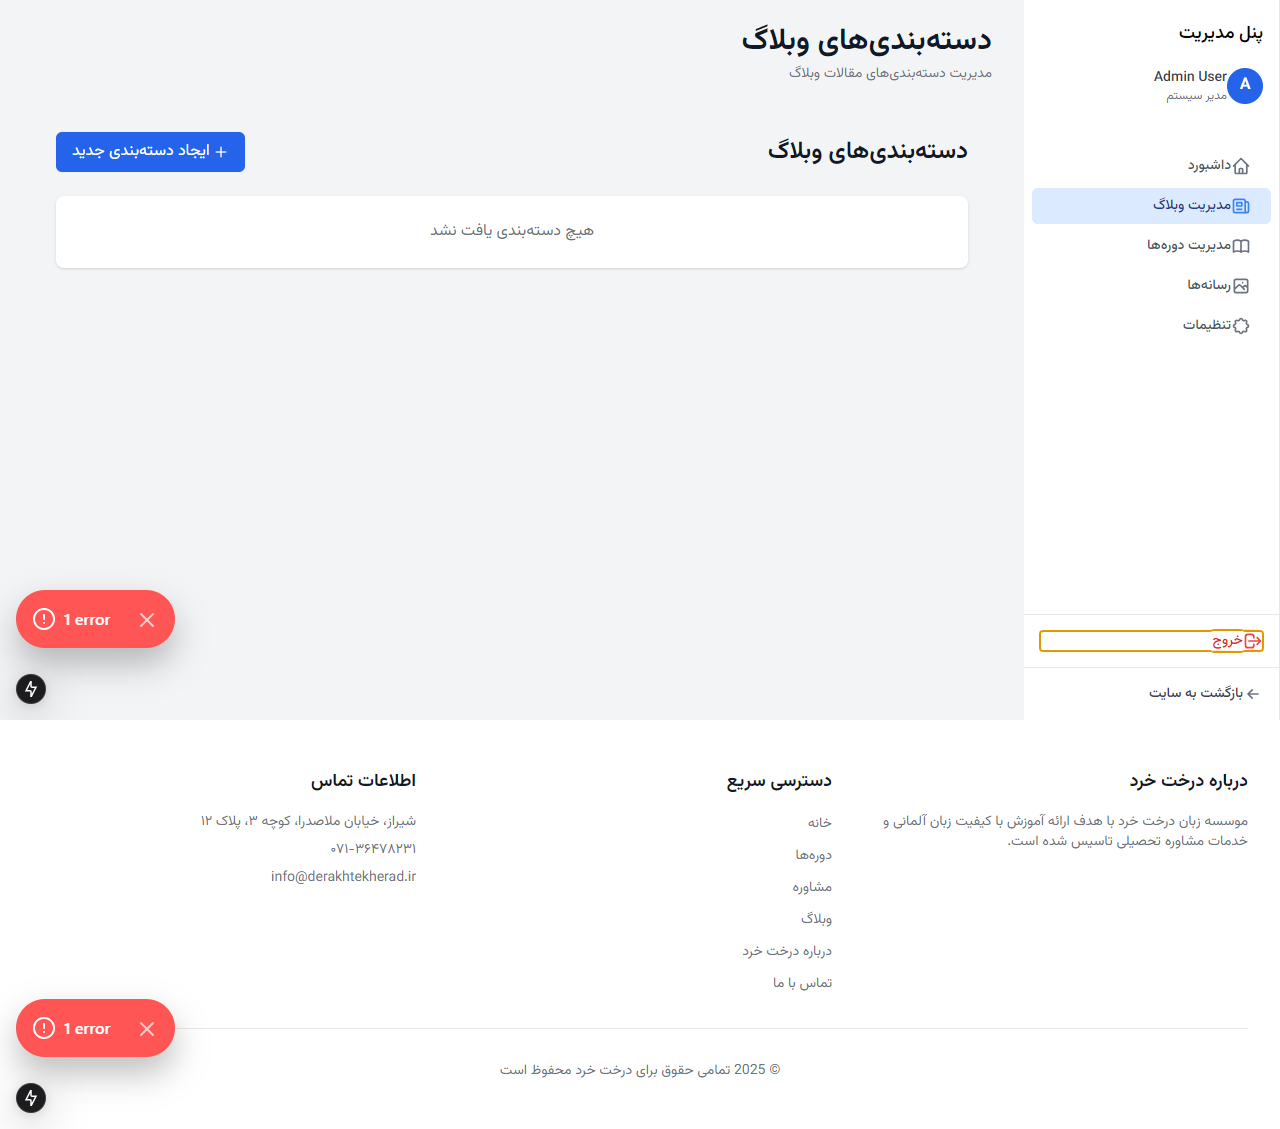 پنل مدیریت
A
Admin User
مدیر سیستم
داشبورد
مدیریت وبلاگ
مدیریت دوره‌ها
رسانه‌ها
تنظیمات
خروج
بازگشت به سایت
دسته‌بندی‌های وبلاگ
مدیریت دسته‌بندی‌های مقالات وبلاگ
دسته‌بندی‌های وبلاگ
ایجاد دسته‌بندی جدید
هیچ دسته‌بندی یافت نشد
1 error
درباره درخت خرد
موسسه زبان درخت خرد با هدف ارائه آموزش با کیفیت زبان آلمانی و
خدمات مشاوره تحصیلی تاسیس شده است.
دسترسی سریع
خانه
دوره‌ها
مشاوره
وبلاگ
درباره درخت خرد
تماس با ما
اطلاعات تماس
شیراز، خیابان ملاصدرا، کوچه ۳، پلاک ۱۲
۰۷۱-۳۶۴۷۸۲۳۱
info@derakhtekherad.ir
1 error
© 2025 تمامی حقوق برای درخت خرد محفوظ است